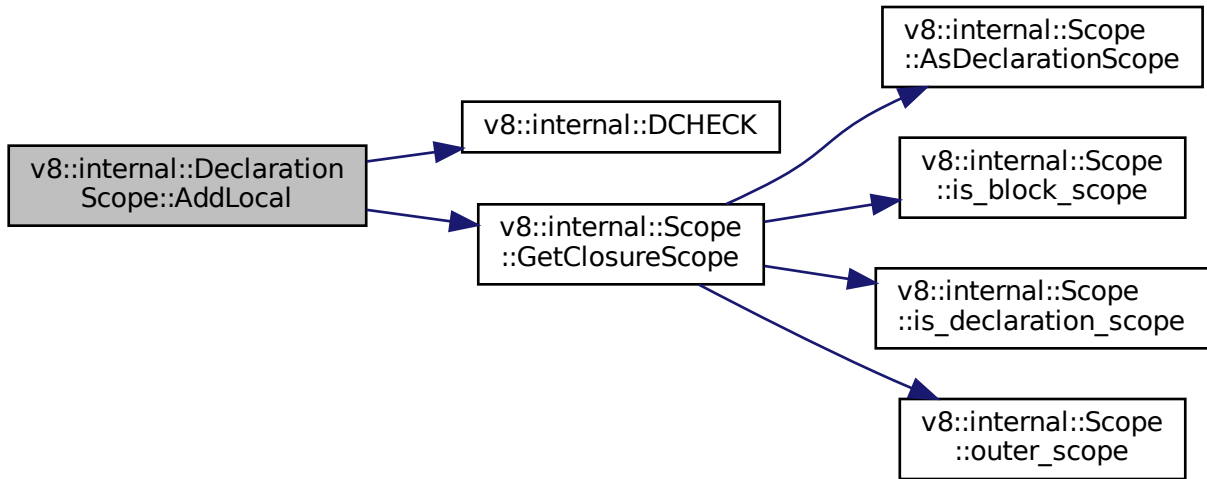 v8::internal::Declaration
Scope::AddLocal
v8::internal::DCHECK
v8::internal::Scope
::GetClosureScope
v8::internal::Scope
::AsDeclarationScope
v8::internal::Scope
::is_block_scope
v8::internal::Scope
::is_declaration_scope
v8::internal::Scope
::outer_scope